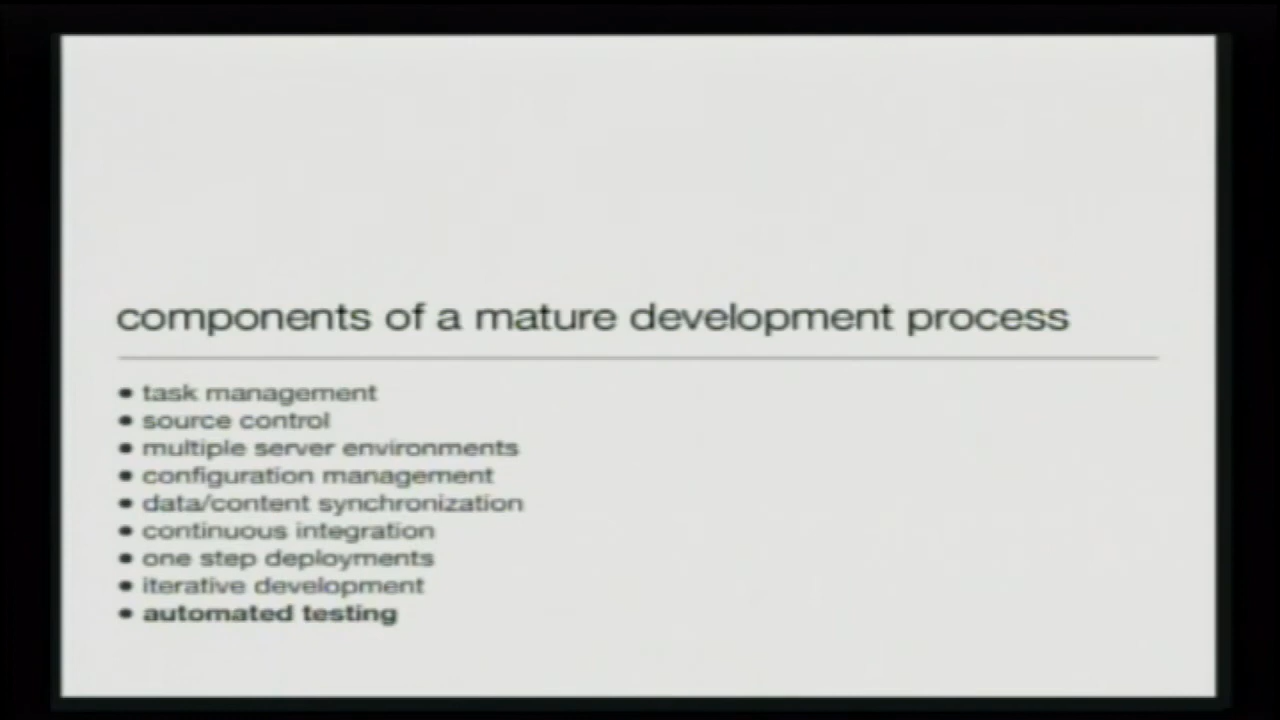 components of a mature development process
• task management
• source control
• multiple server environments
• configuration management
• data/content synchronization
• continuous integration
• one step deployments
• iterative development
• automated testing